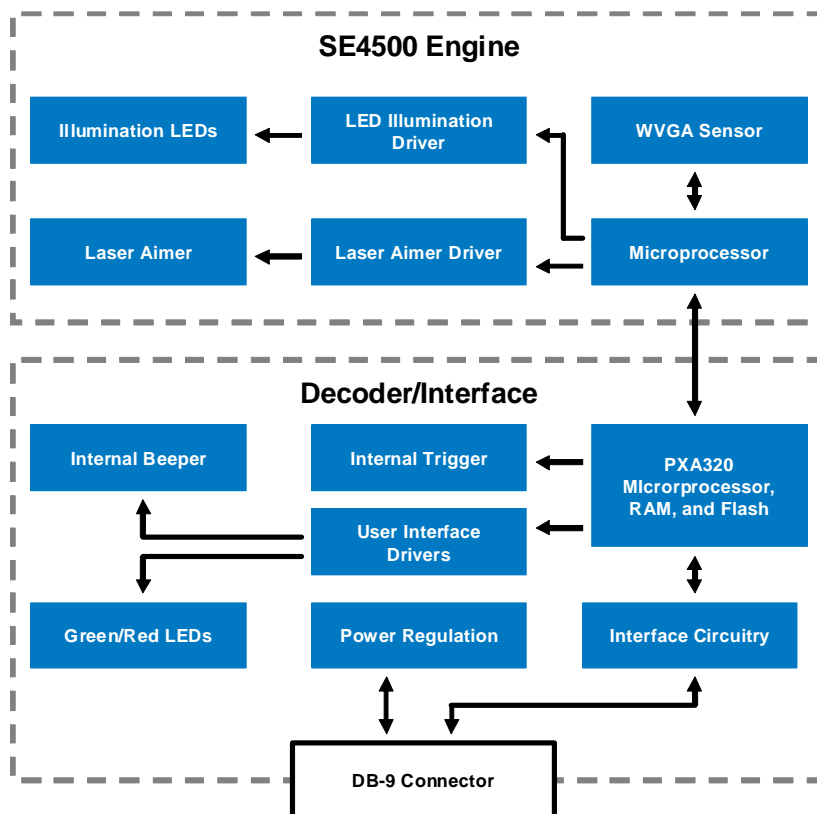 SE4500 Engine
Illumination LEDs
LED Illumination
Driver
WVGA Sensor
Laser Aimer
Laser Aimer Driver
Microprocessor
Decoder/Interface
Internal Beeper
Internal Trigger
PXA320
MIcrorprocessor,
RAM, and Flash
User Interface
Drivers
Green/Red LEDs
Power Regulation
Interface Circuitry
DB-9 Connector